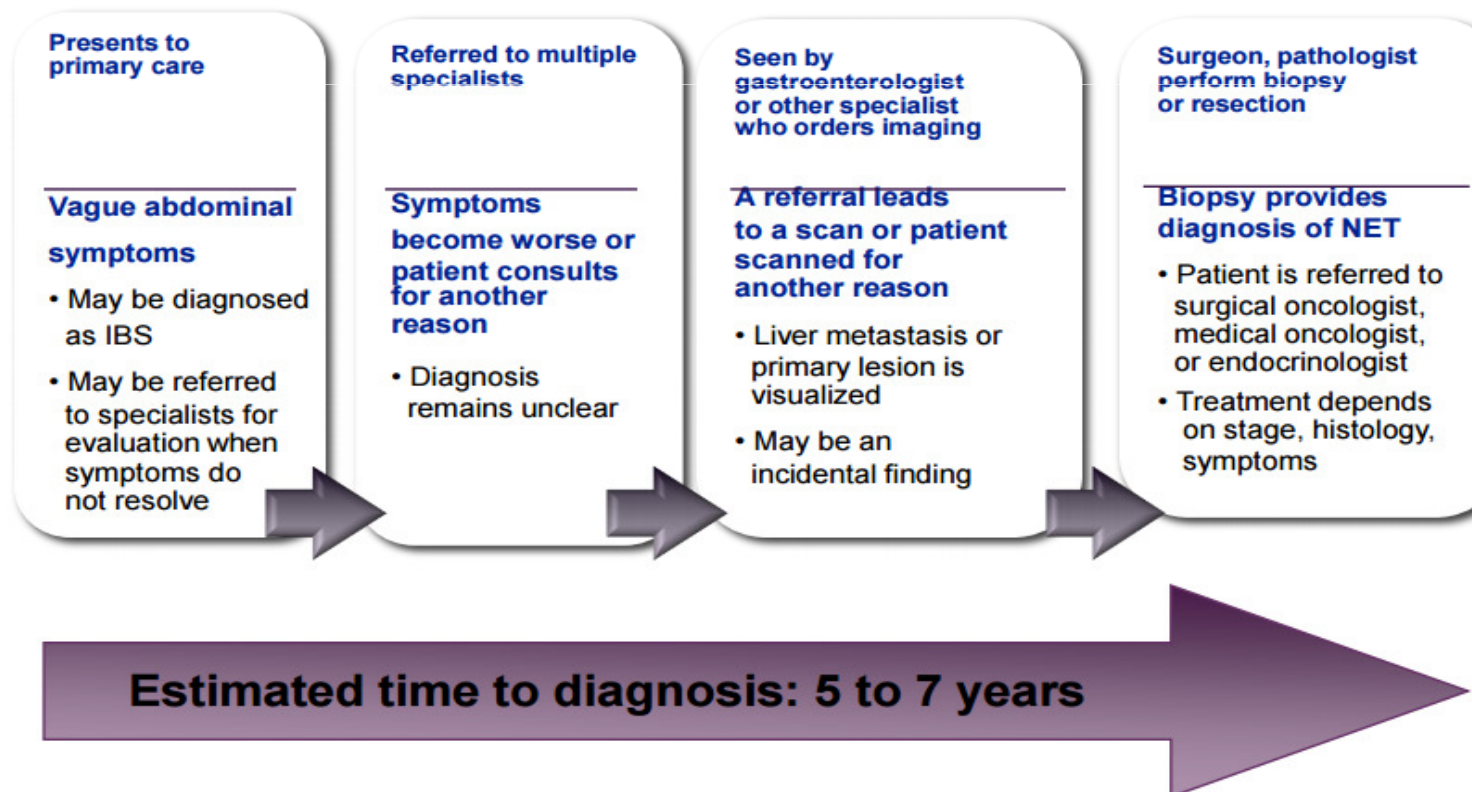 Presents to
primary care
Vague abdominal
symptoms
• May be diagnosed
as IBS
• May be referred
to specialists for
evaluation when
symptoms do
not resolve
Referred to multiple
specialists
Symptoms
become worse or
patient consults
for another
reason
• Diagnosis
remains unclear
Seen by
gastroenterologist
or other specialist
who orders imaging
A referral leads
to a scan or patient
scanned for
another reason
• Liver metastasis or
primary lesion is
visualized
• May be an
incidental finding
Surgeon, pathologist
perform biopsy
or resection
Biopsy provides
diagnosis of NET
• Patient is referred to
surgical oncologist,
medical oncologist,
or endocrinologist
• Treatment depends
on stage, histology,
symptoms
Estimated time to diagnosis: 5 to 7 years